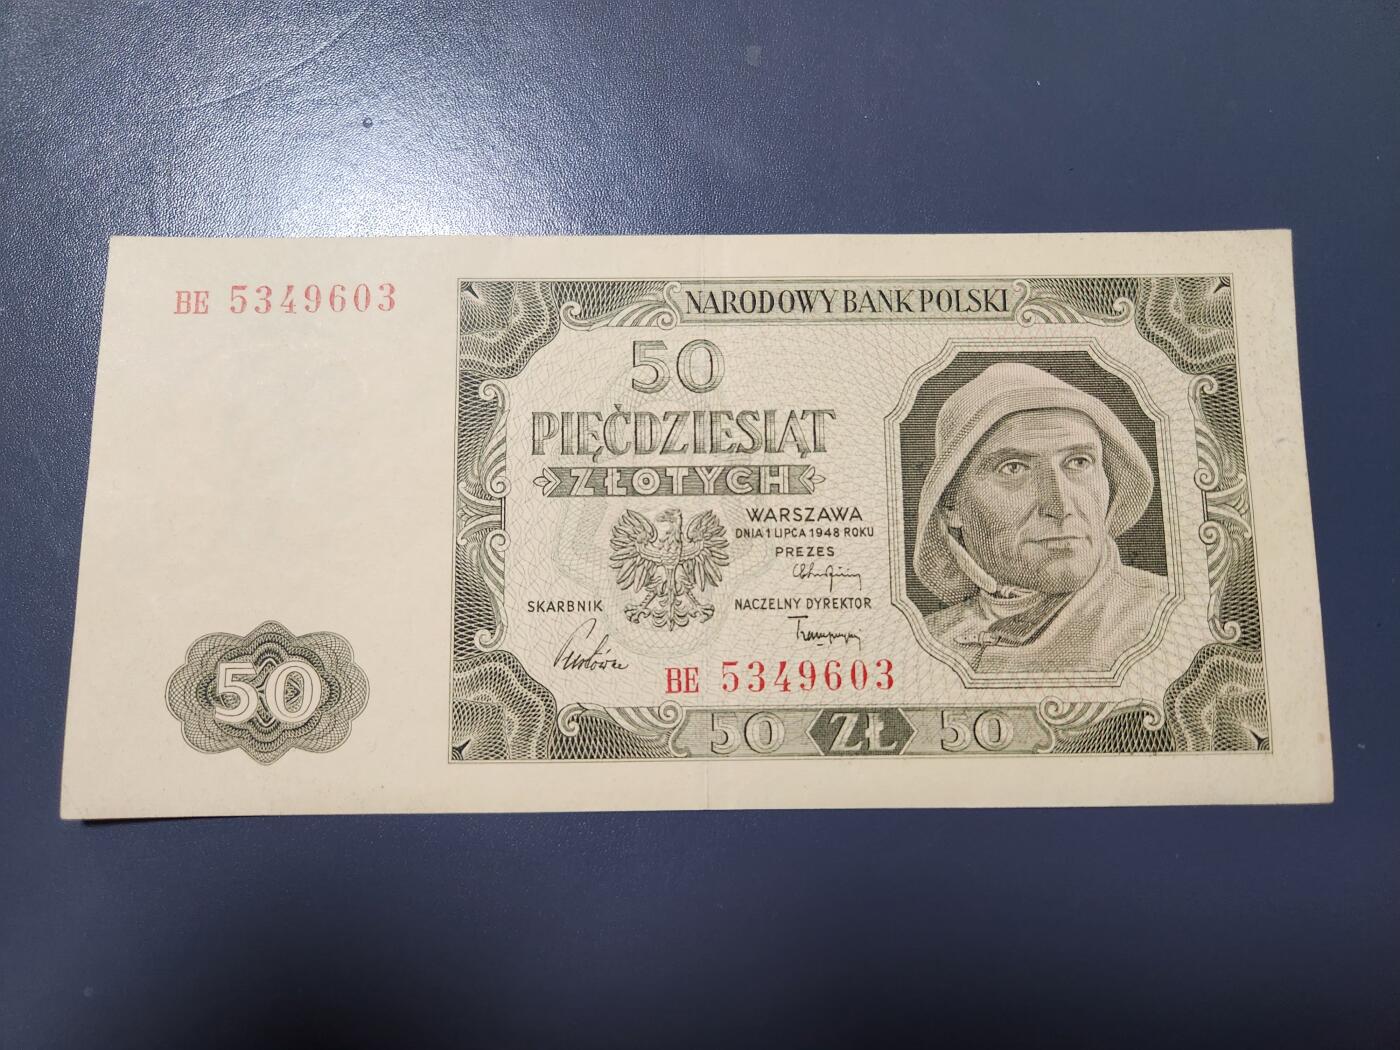 BE 5349603
NARODOWY BANK POLSKI
50
PIĘĆDZIESIĄT
ZŁOTYCH
WARSZAWA
DNIA 1 LIPCA 1948 ROKU
PREZES
SKARBNIK
NACZELNY DYREKTOR
BE 5349603
50
50 ZŁ 50